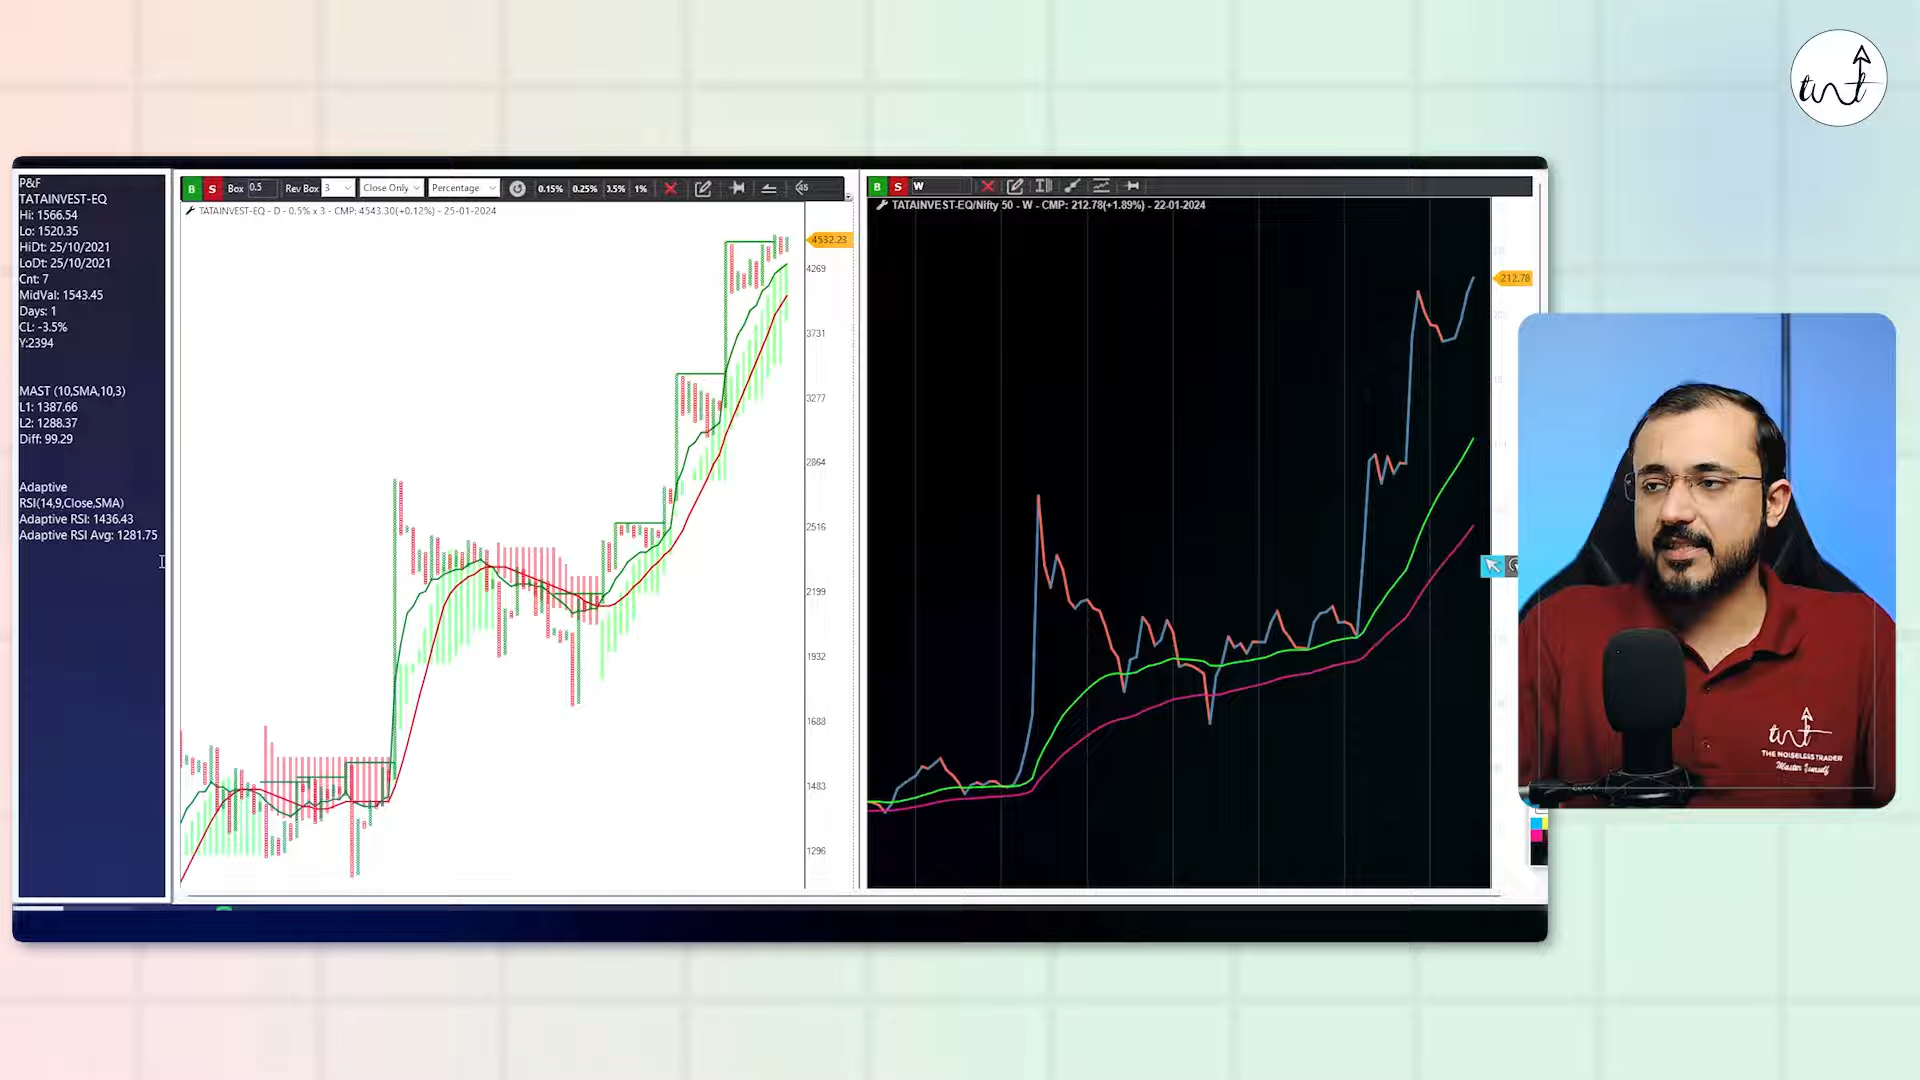 twt
P&F
TATAINVEST-EQ
Hi: 1566.54
Lo: 1520.35
HiDt: 25/10/2021
LoDt: 25/10/2021
Cnt: 7
MidVal: 1543.45
Days: 1
CL: -3.5%
Y:2394
MAST (10,SMA,10,3)
L1: 1387.66
L2: 1288.37
Diff: 99.29
Adaptive
RSI(14,9,Close,SMA)
Adaptive RSI: 1436.43
Adaptive RSI Avg: 1281.75
B S Box 0.5 Rev Box 3 Close Only Percentage 0.15% 0.25% 3.5% 1% 45
TATAINVEST-EQ - D - 0.5% x 3 - CMP: 4543.30(+0.12%) - 25-01-2024
4532.23
4269
3731
3277
2864
2516
2199
1932
1688
1483
1296
B S W
TATAINVEST-EQ/Nifty 50 - W - CMP: 212.78(+1.89%) - 22-01-2024
212.78
twt
THE NOISELESS TRADER
Master Yourself